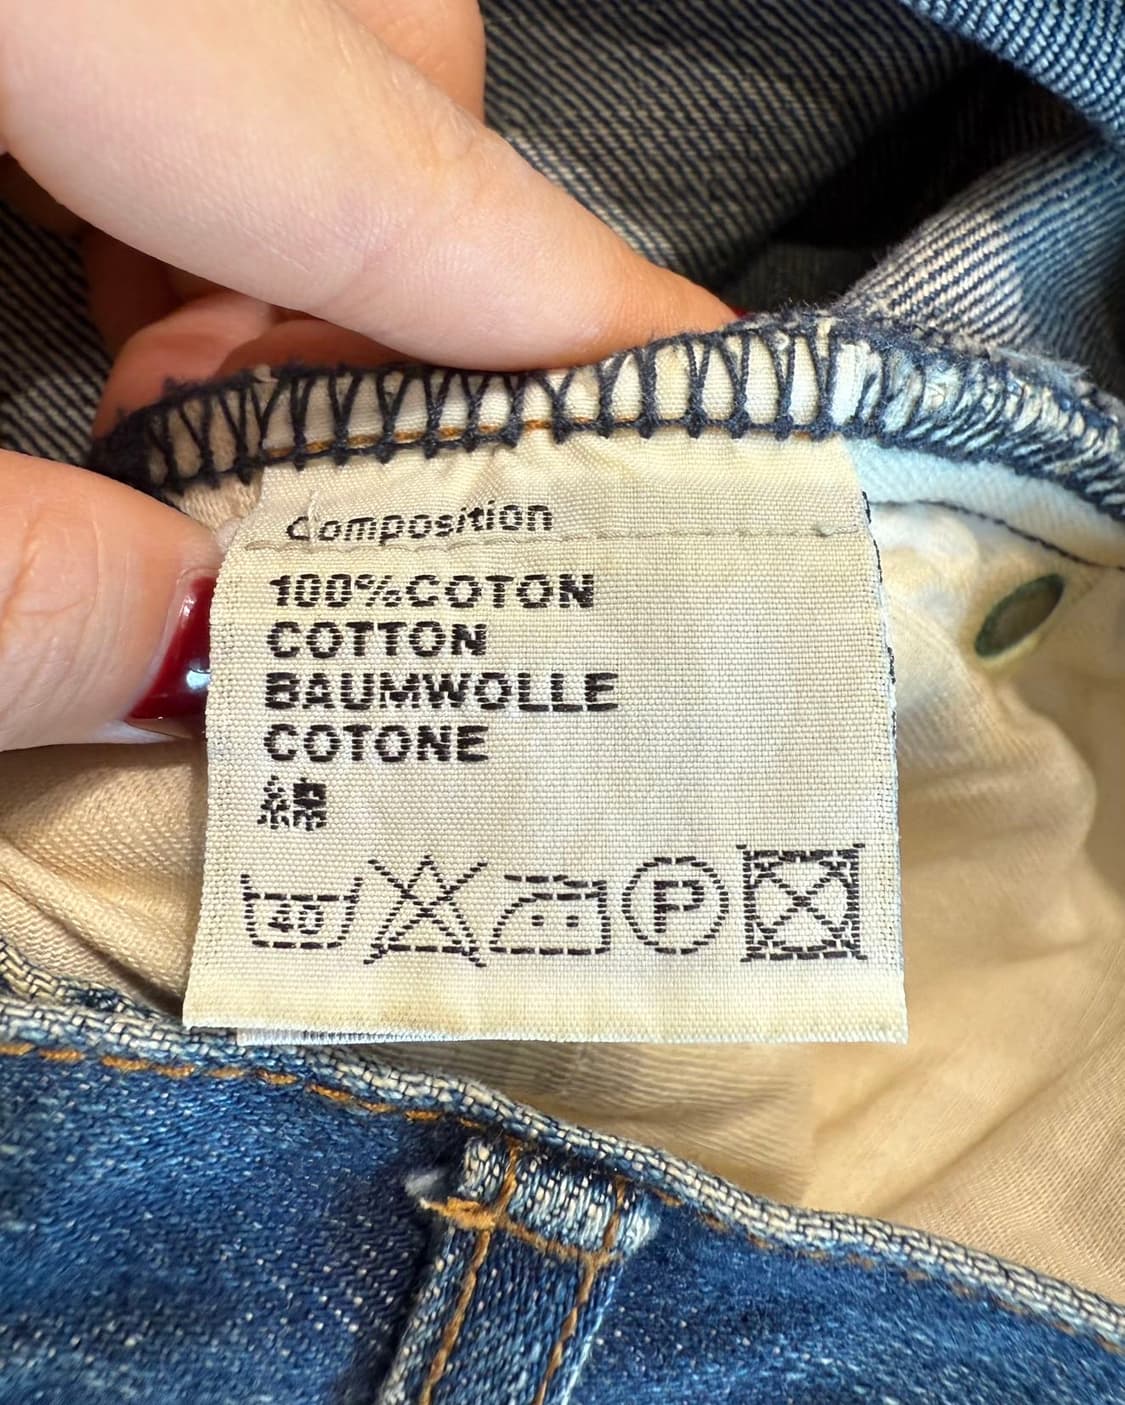 Composition
100%COTON
COTTON
BAUMWOLLE
COTONE
綿
40 P